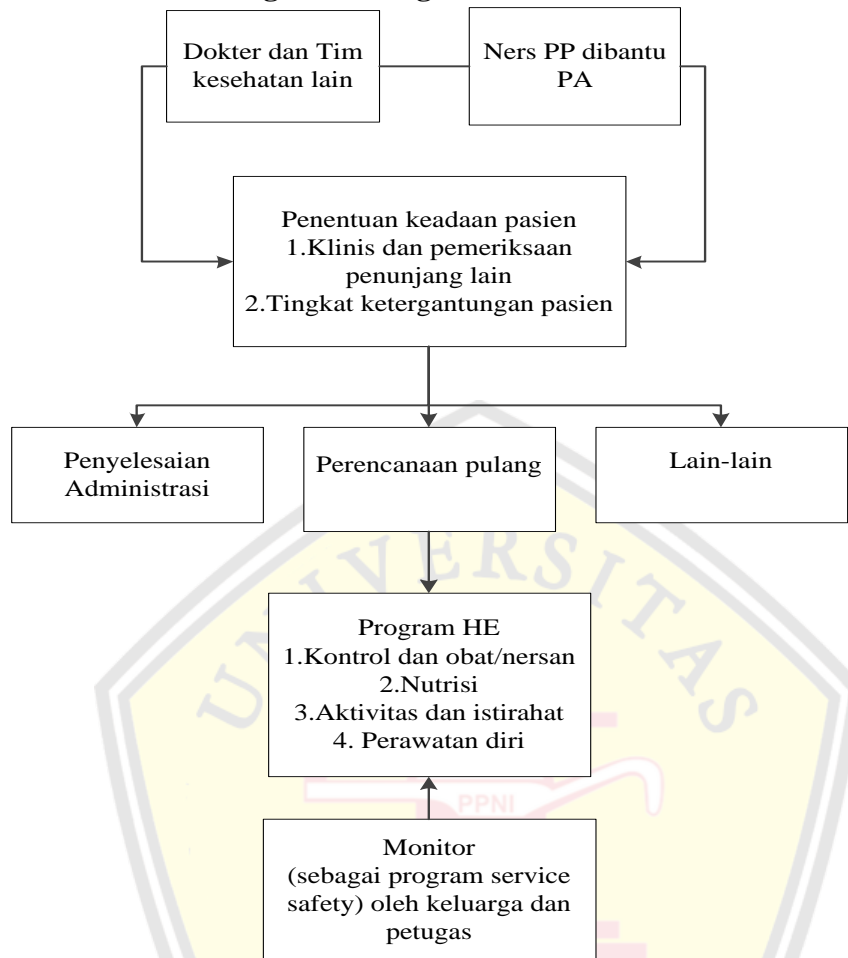 Dokter dan Tim
kesehatan lain
Ners PP dibantu
PA
Penentuan keadaan pasien
1.Klinis dan pemeriksaan
penunjang lain
2.Tingkat ketergantungan pasien
Penyelesaian
Administrasi
Perencanaan pulang
Lain-lain
UNIVERSITAS
Program HE
1.Kontrol dan obat/nersan
2.Nutrisi
3.Aktivitas dan istirahat
4. Perawatan diri
PPNI
Monitor
(sebagai program service
safety) oleh keluarga dan
petugas